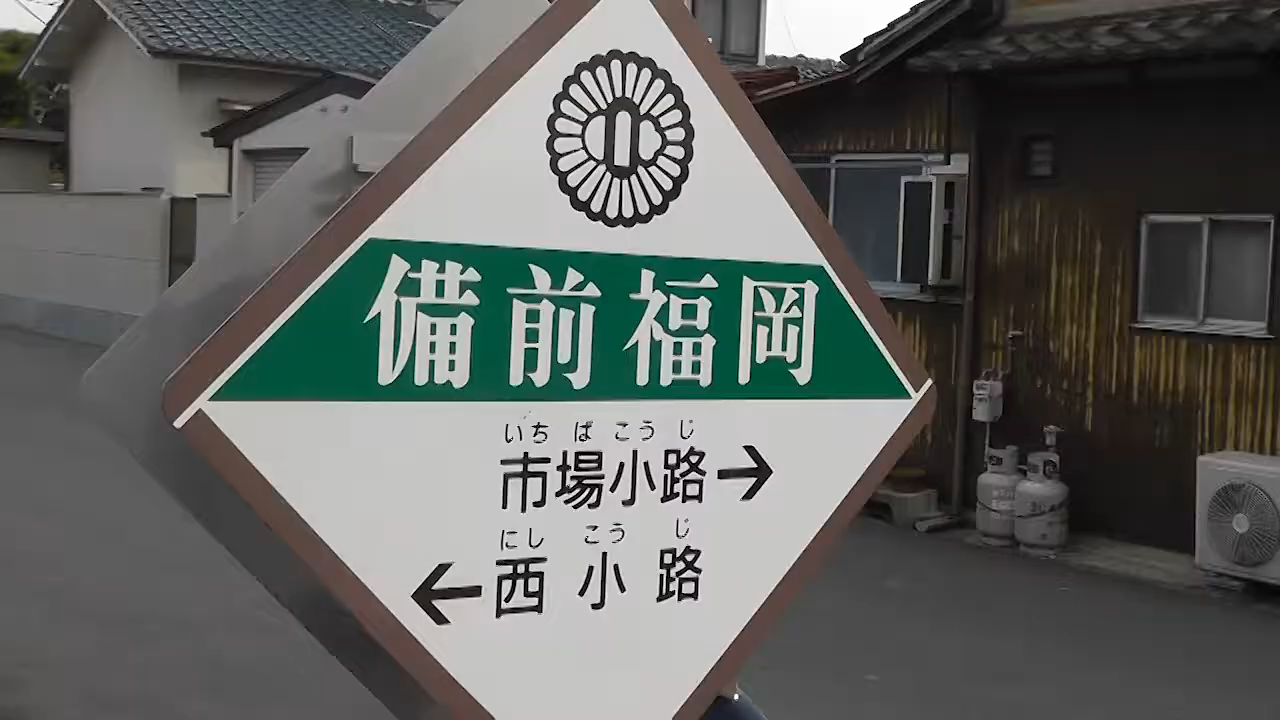 備前福岡
いちばこうじ
市場小路→
にしこうじ
←西小路